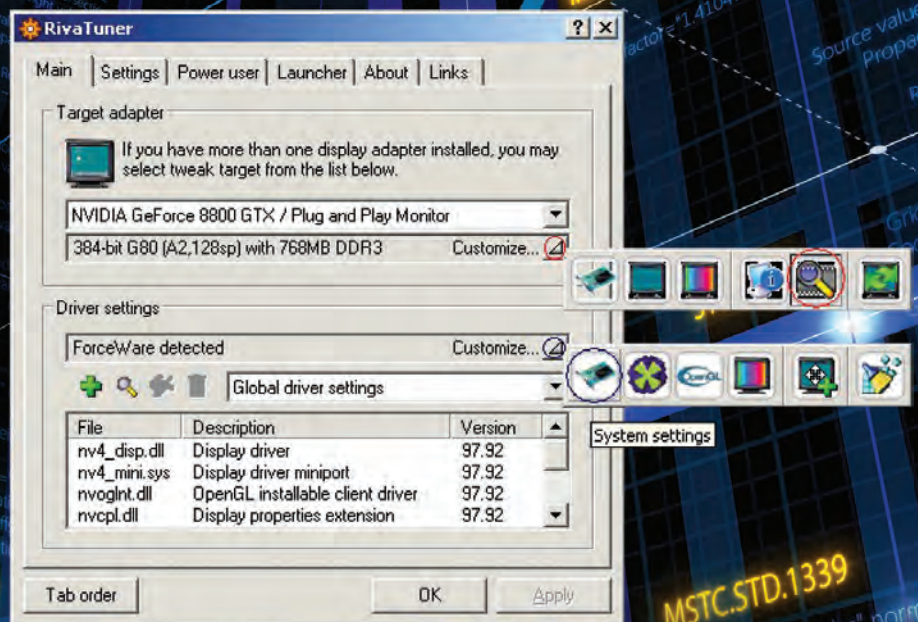 RivaTuner
Main Settings Power user Launcher About Links
Target adapter
If you have more than one display adapter installed, you may
select tweak target from the list below.
NVIDIA GeForce 8800 GTX / Plug and Play Monitor
384-bit G80 (A2,128sp) with 768MB DDR3 Customize...
Driver settings
ForceWare detected Customize...
Global driver settings
OpenGL
System settings
File Description Version
nv4_disp.dll Display driver 97.92
nv4_mini.sys Display driver miniport 97.92
nvoglnt.dll OpenGL installable client driver 97.92
nvcpl.dll Display properties extension 97.92
Tab order OK Apply
Source value
MSTC.STD.1339